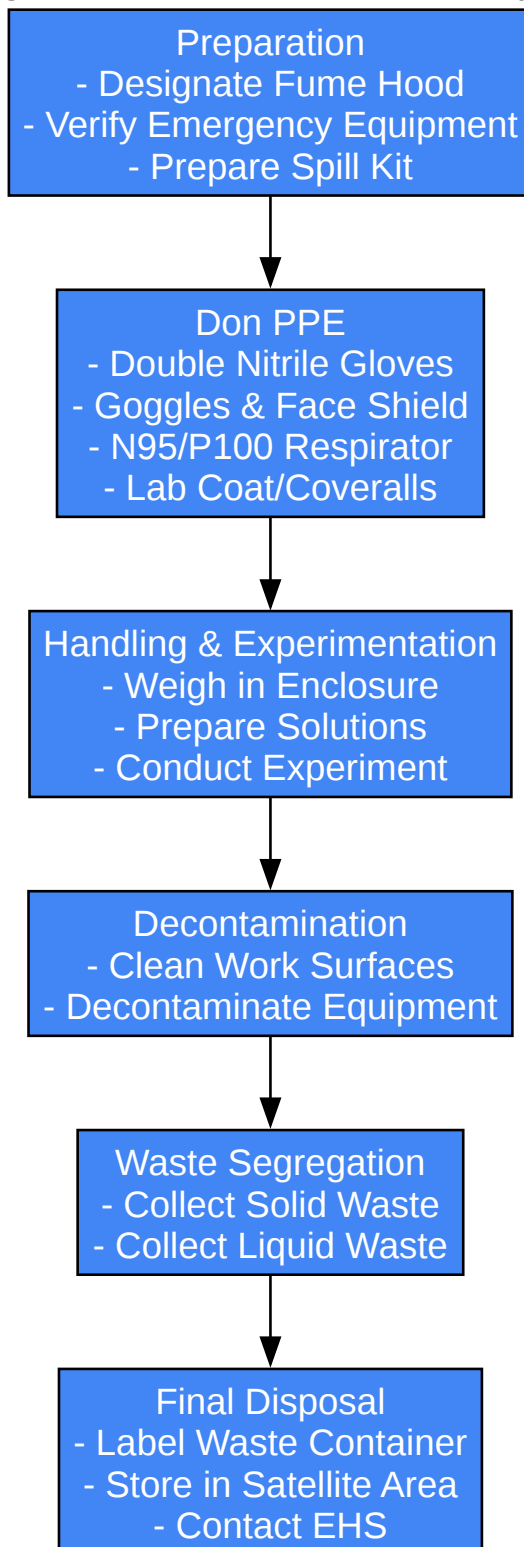 Preparation
- Designate Fume Hood
- Verify Emergency Equipment
- Prepare Spill Kit
Don PPE
- Double Nitrile Gloves
- Goggles & Face Shield
- N95/P100 Respirator
- Lab Coat/Coveralls
Handling & Experimentation
- Weigh in Enclosure
- Prepare Solutions
- Conduct Experiment
Decontamination
- Clean Work Surfaces
- Decontaminate Equipment
Waste Segregation
- Collect Solid Waste
- Collect Liquid Waste
Final Disposal
- Label Waste Container
- Store in Satellite Area
- Contact EHS